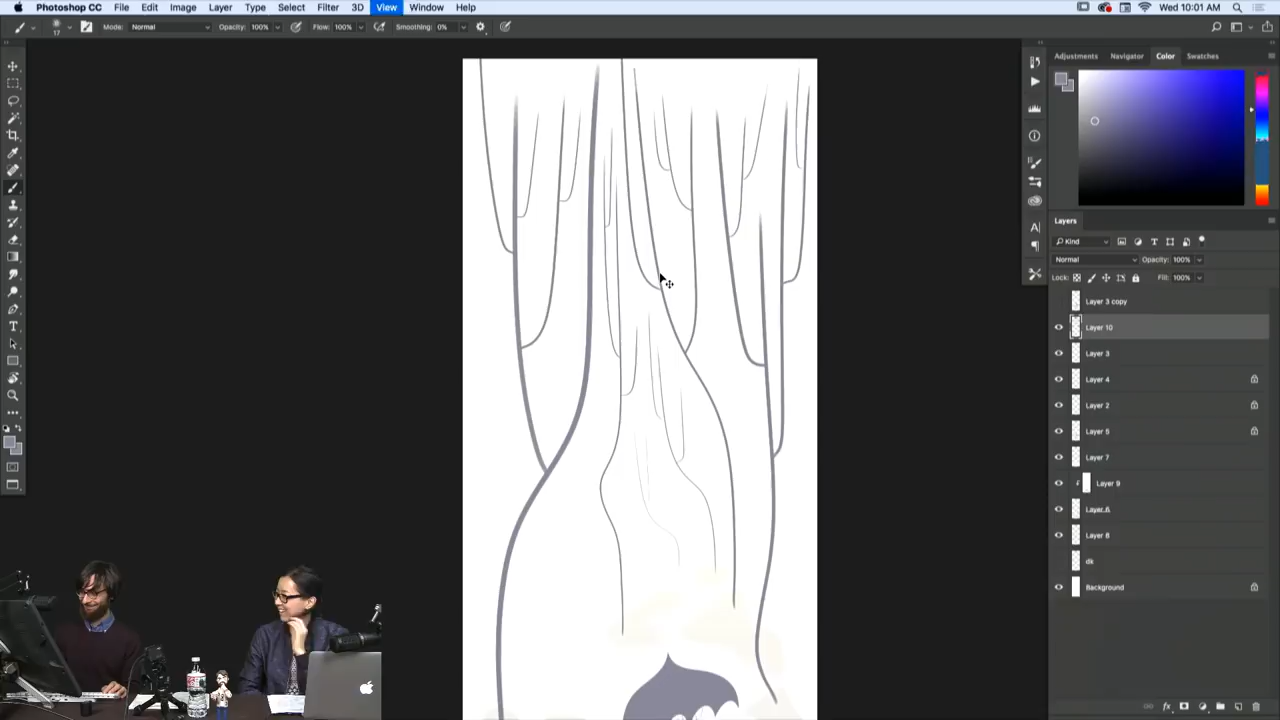 Photoshop CC File Edit Image Layer Type Select Filter 3D View Window Help Wed 10:01 AM
17 Mode: Normal Opacity: 100% Flow: 100% Smoothing: 0%
Adjustments Navigator Color Swatches
Layers
Kind
Normal Opacity: 100%
Lock: Fill: 100%
Layer 3 copy
Layer 10
Layer 3
Layer 4
Layer 2
Layer 5
Layer 7
Layer 9
Layer 6
Layer 8
dk
Background